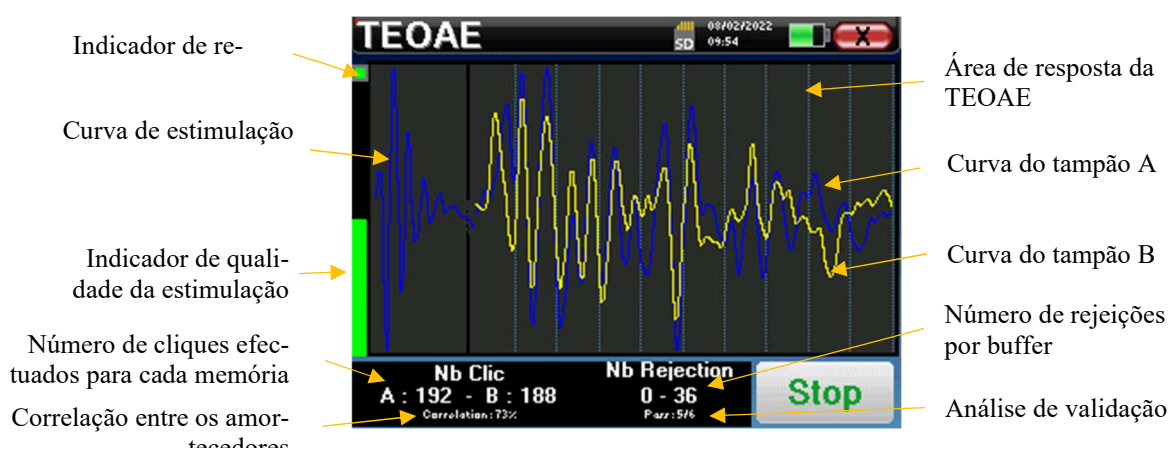 TEOAE
SD
08/02/2022
09:54
X
Indicador de re-
Curva de estimulação
Indicador de quali-
dade da estimulação
Número de cliques efec-
tuados para cada memória
Correlação entre os amor-
tecedores
Nb Clic
A : 192 - B : 188
Correlation: 73%
Nb Rejection
0 - 36
Pass: 5/6
Stop
Área de resposta da
TEOAE
Curva do tampão A
Curva do tampão B
Número de rejeições
por buffer
Análise de validação